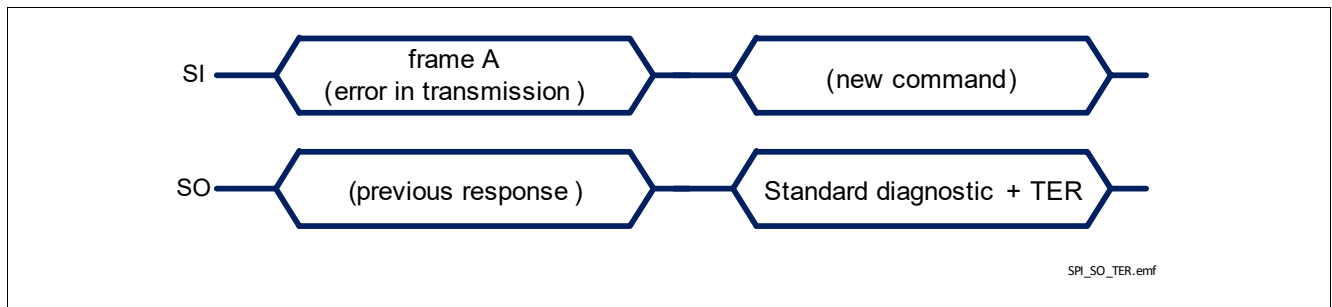 SI
frame A
(error in transmission )
(new command)
SO
(previous response )
Standard diagnostic + TER
SPI_SO_TER.emf